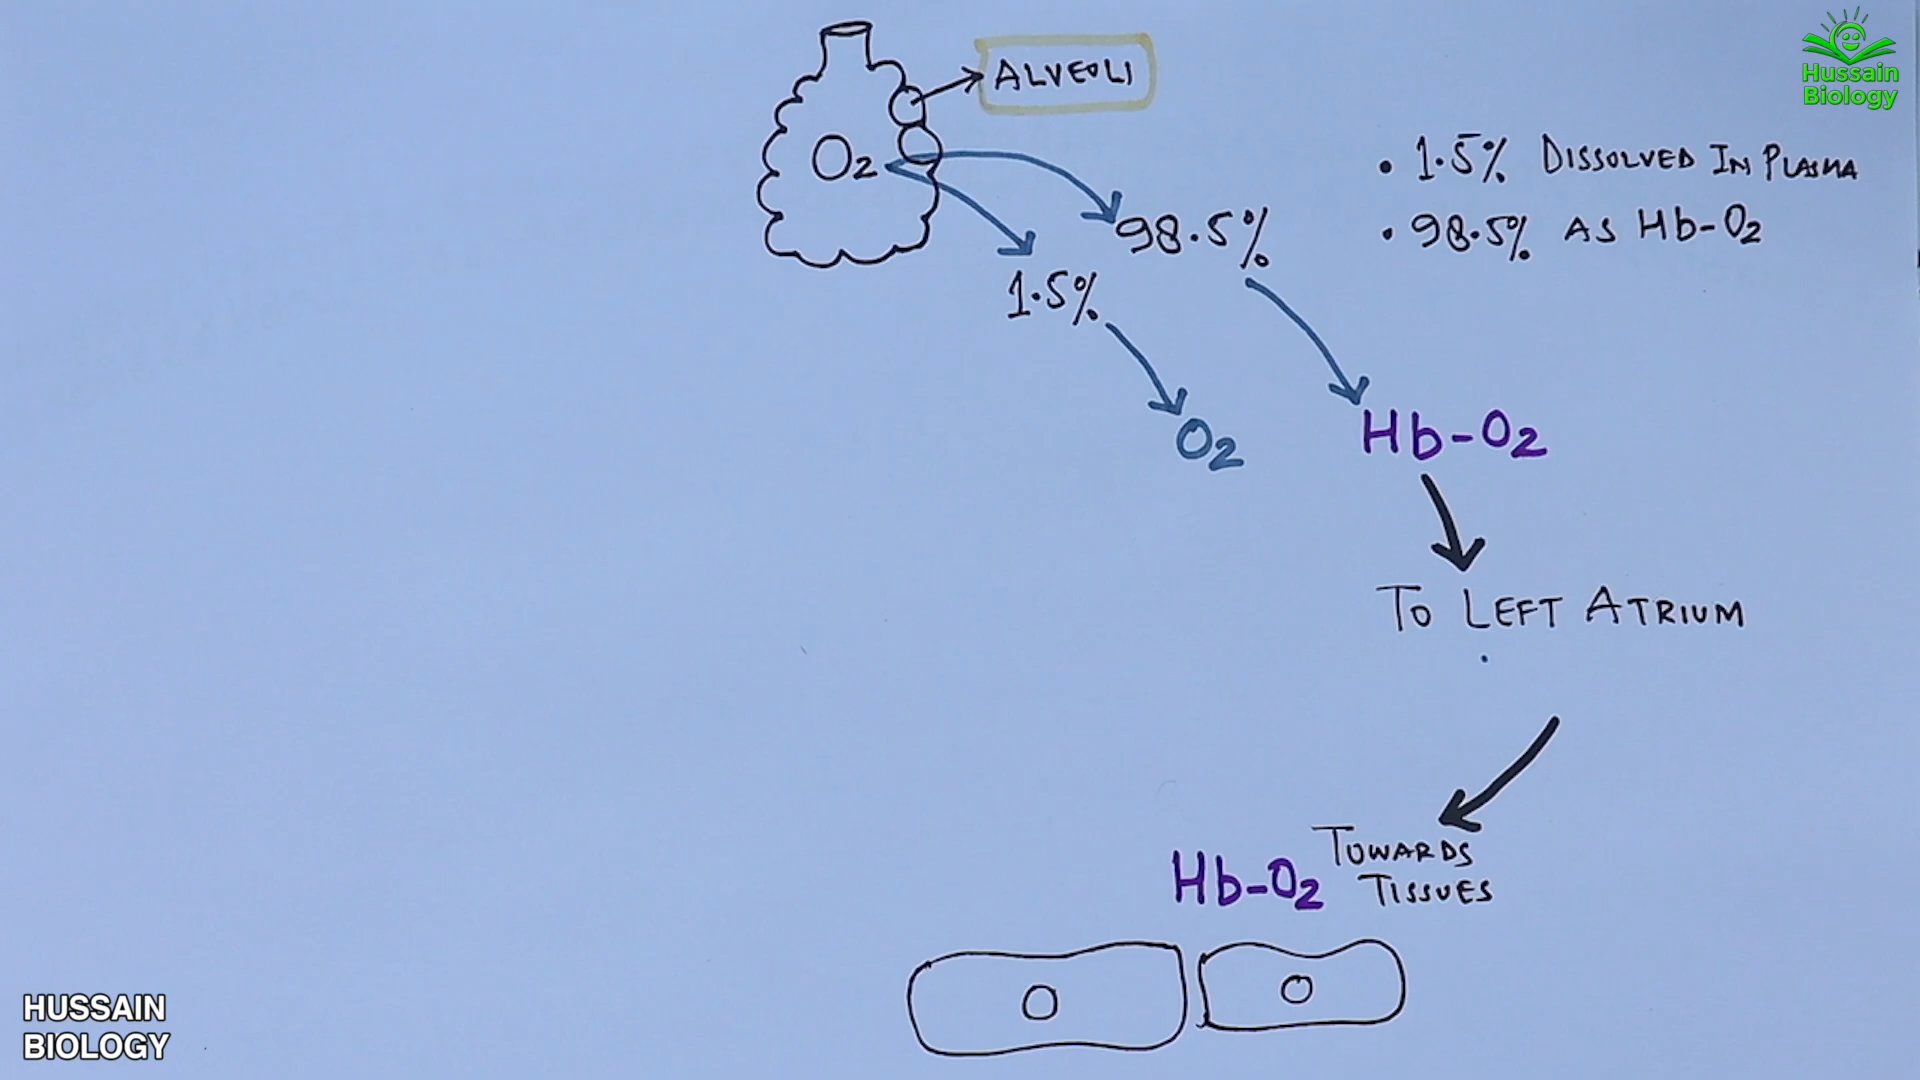 Hussain
Biology
ALVEOLI
O2
• 1.5% DISSOLVED IN PLASMA
• 98.5% AS Hb-O2
98.5%
1.5%
O2
Hb-O2
TO LEFT ATRIUM
TOWARDS
Hb-O2 TISSUES
HUSSAIN
BIOLOGY